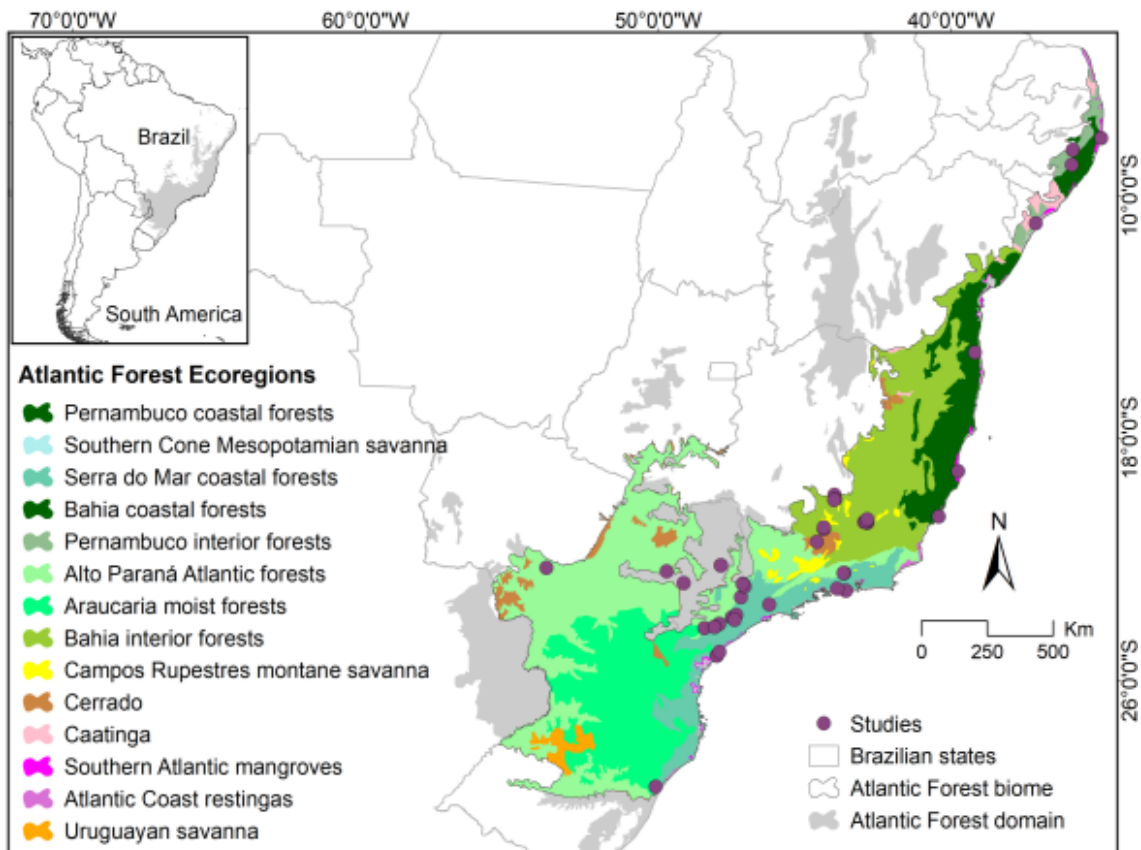 70°0'0"W 60°0'0"W 50°0'0"W 40°0'0"W
Brazil
South America
10°0'0"S
18°0'0"S
26°0'0"S
Atlantic Forest Ecoregions
Pernambuco coastal forests
Southern Cone Mesopotamian savanna
Serra do Mar coastal forests
Bahia coastal forests
Pernambuco interior forests
Alto Paraná Atlantic forests
Araucaria moist forests
Bahia interior forests
Campos Rupestres montane savanna
Cerrado
Caatinga
Southern Atlantic mangroves
Atlantic Coast restingas
Uruguayan savanna
N
Km
0 250 500
Studies
Brazilian states
Atlantic Forest biome
Atlantic Forest domain